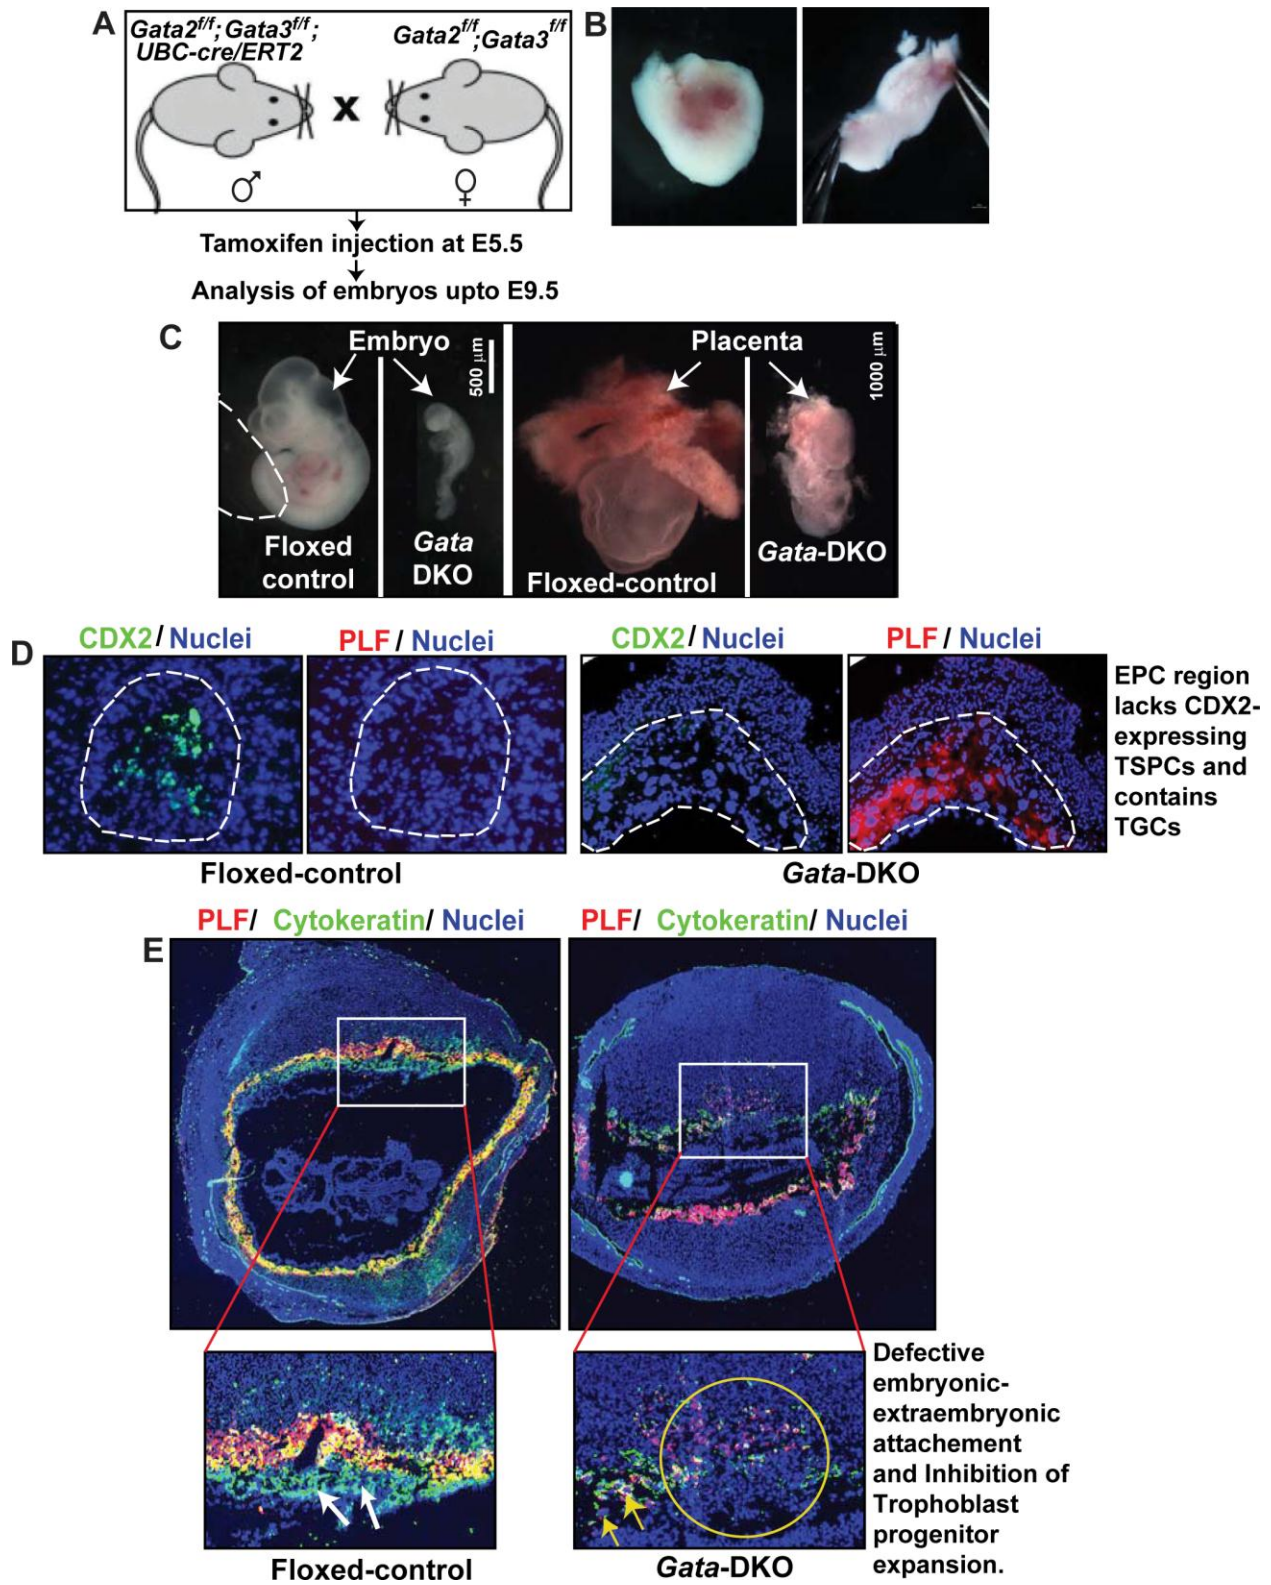 A
Gata2f/f; Gata3f/f;
UBC-cre/ERT2
Gata2f/f;Gata3f/f
X
♂
♀
Tamoxifen injection at E5.5
Analysis of embryos upto E9.5
B
C
Embryo
500 µm
Floxed
control
Gata
DKO
Placenta
1000 µm
Floxed-control
Gata-DKO
D
CDX2/Nuclei
PLF/Nuclei
CDX2/Nuclei
PLF/Nuclei
Floxed-control
Gata-DKO
EPC region
lacks CDX2-
expressing
TSPCs and
contains
TGCs
E
PLF/ Cytokeratin/ Nuclei
PLF/ Cytokeratin/ Nuclei
Floxed-control
Gata-DKO
Defective
embryonic-
extraembryonic
attachement
and Inhibition of
Trophoblast
progenitor
expansion.